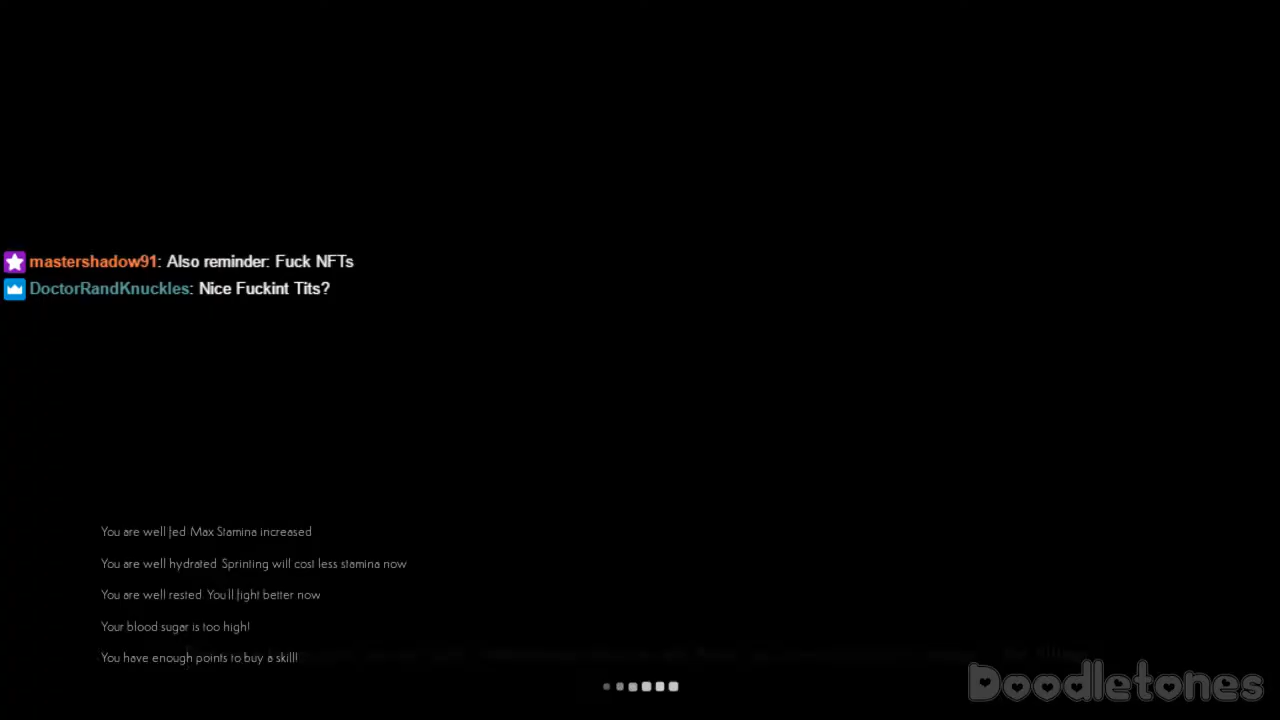 mastershadow91: Also reminder: Fuck NFTs
DoctorRandKnuckles: Nice Fuckint Tits?
You are well fed Max Stamina increased
You are well hydrated Sprinting will cost less stamina now
You are well rested You'll fight better now
Your blood sugar is too high!
You have enough points to buy a skill!
Doodletones